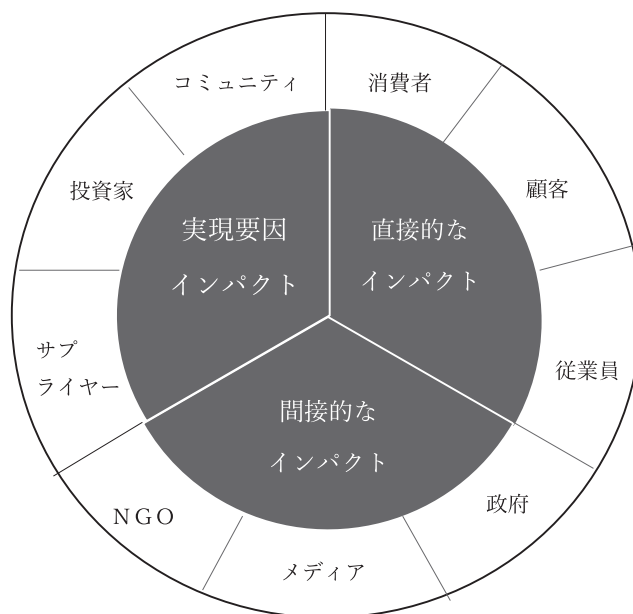 コミュニティ
消費者
投資家
顧客
実現要因
インパクト
直接的な
インパクト
サプ
ライヤー
従業員
間接的な
インパクト
NGO
政府
メディア